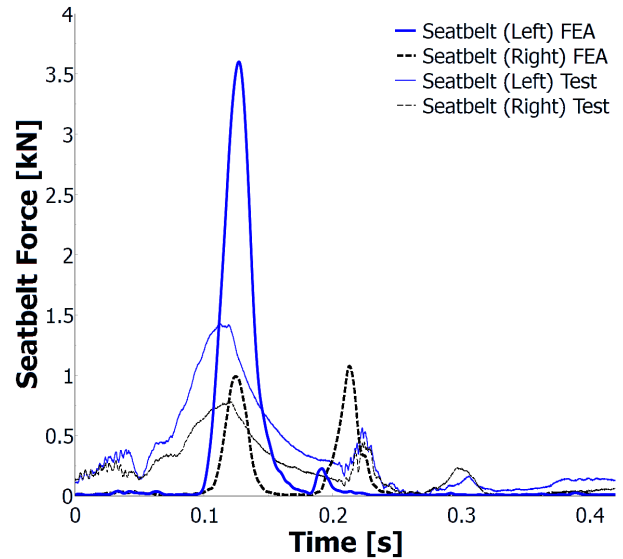 4
Seatbelt (Left) FEA
Seatbelt (Right) FEA
Seatbelt (Left) Test
Seatbelt (Right) Test
3.5
3
2.5
2
1.5
1
0.5
0
Seatbelt Force [kN]
0 0.1 0.2 0.3 0.4
Time [s]